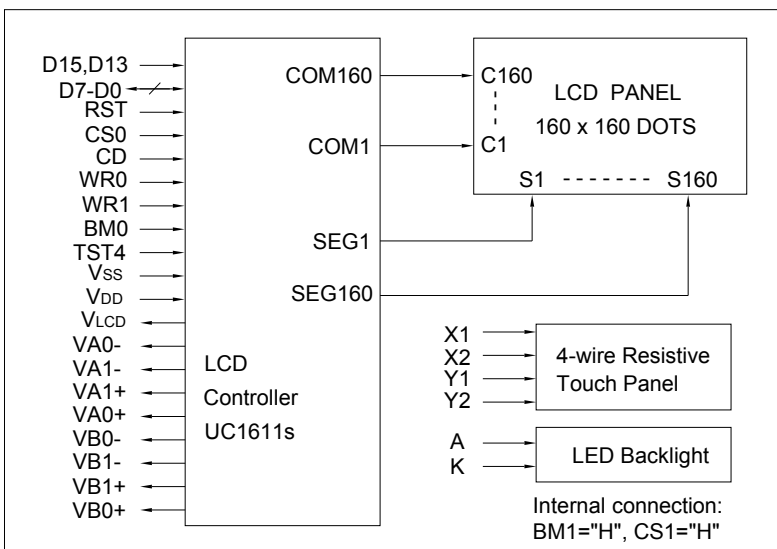 D15,D13
D7-D0
RST
CS0
CD
WR0
WR1
BM0
TST4
VSS
VDD
VLCD
VA0-
VA1-
VA1+
VA0+
VB0-
VB1-
VB1+
VB0+
COM160
COM1
SEG1
SEG160
LCD
Controller
UC1611s
C160
C1
LCD PANEL
160 x 160 DOTS
S1 ------- S160
X1
X2
Y1
Y2
4-wire Resistive
Touch Panel
A
K
LED Backlight
Internal connection:
BM1="H", CS1="H"